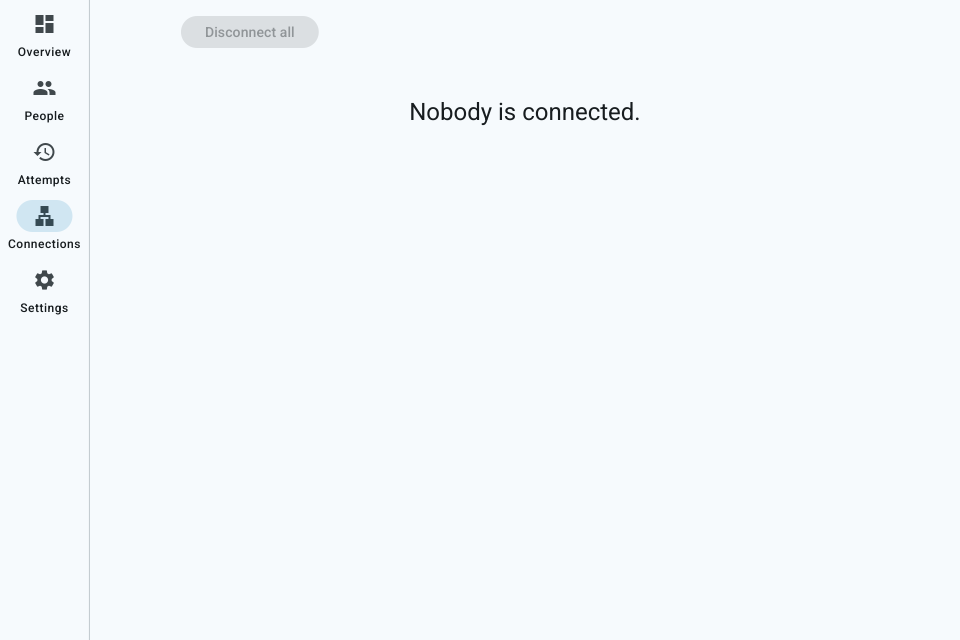 Disconnect all
Overview
Nobody is connected.
People
Attempts
Connections
Settings